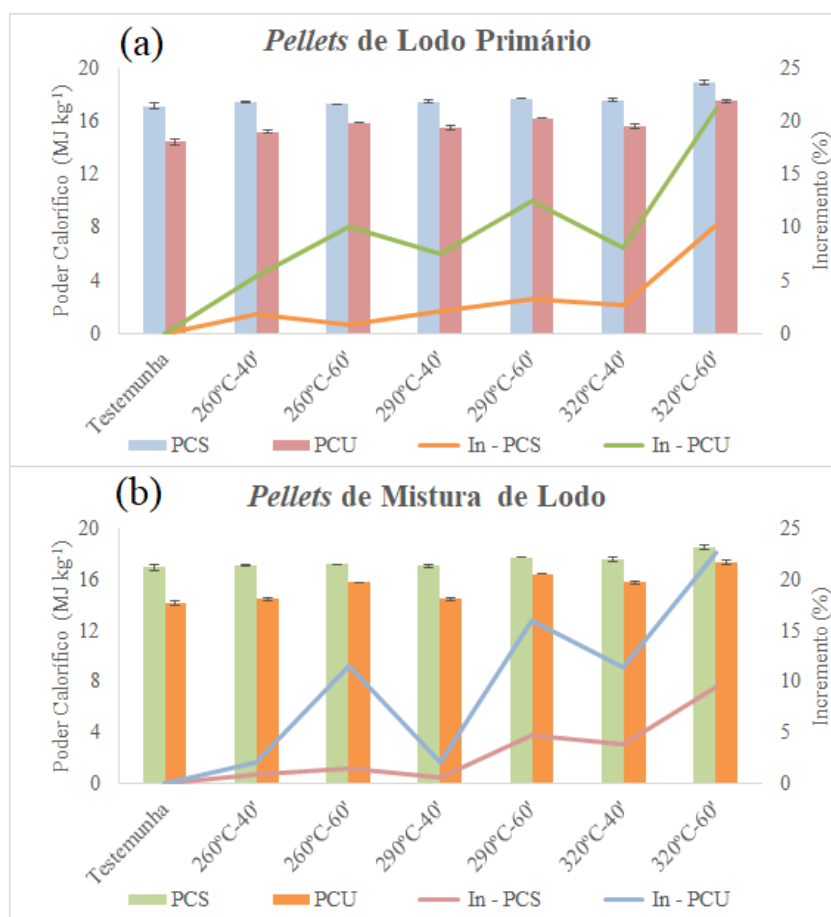 (a)
Pellets de Lodo Primário
Poder Calorífico (MJ kg⁻¹)
20
16
12
8
4
0
25
20
15
10
5
0
Incremento (%)
Testemunha
260ºC-40'
260ºC-60'
290ºC-40'
290ºC-60'
320ºC-40'
320ºC-60'
PCS PCU In - PCS In - PCU
(b)
Pellets de Mistura de Lodo
Poder Calorífico (MJ kg⁻¹)
20
16
12
8
4
0
25
20
15
10
5
0
Incremento (%)
Testemunha
260ºC-40'
260ºC-60'
290ºC-40'
290ºC-60'
320ºC-40'
320ºC-60'
PCS PCU In - PCS In - PCU